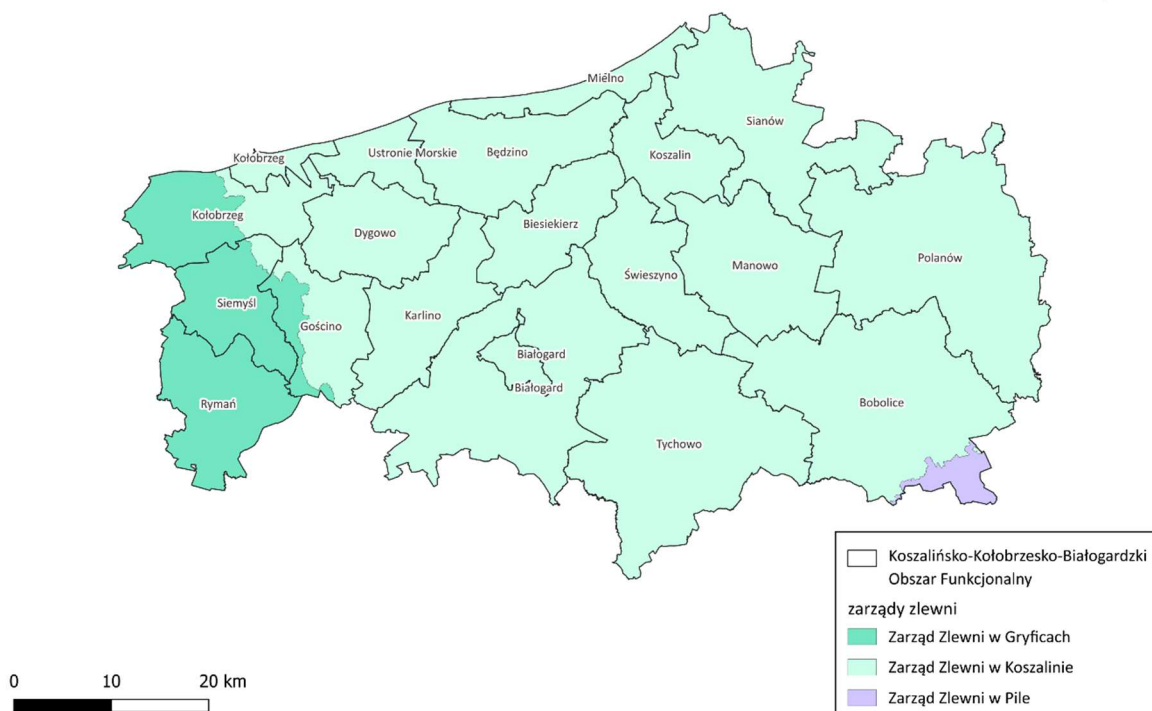 Mielno
Sianów
Kołobrzeg
Ustronie Morskie
Będzino
Koszalin
Kołobrzeg
Dygowo
Biesiekierz
Świeszyno
Manowo
Polanów
Siemyśl
Gościno
Karlino
Białogard
Białogard
Rymań
Bobolice
Tychowo
Koszalińsko-Kołobrzesko-Białogardzki
Obszar Funkcjonalny
zarządy zlewni
Zarząd Zlewni w Gryficach
Zarząd Zlewni w Koszalinie
Zarząd Zlewni w Pile
0 10 20 km